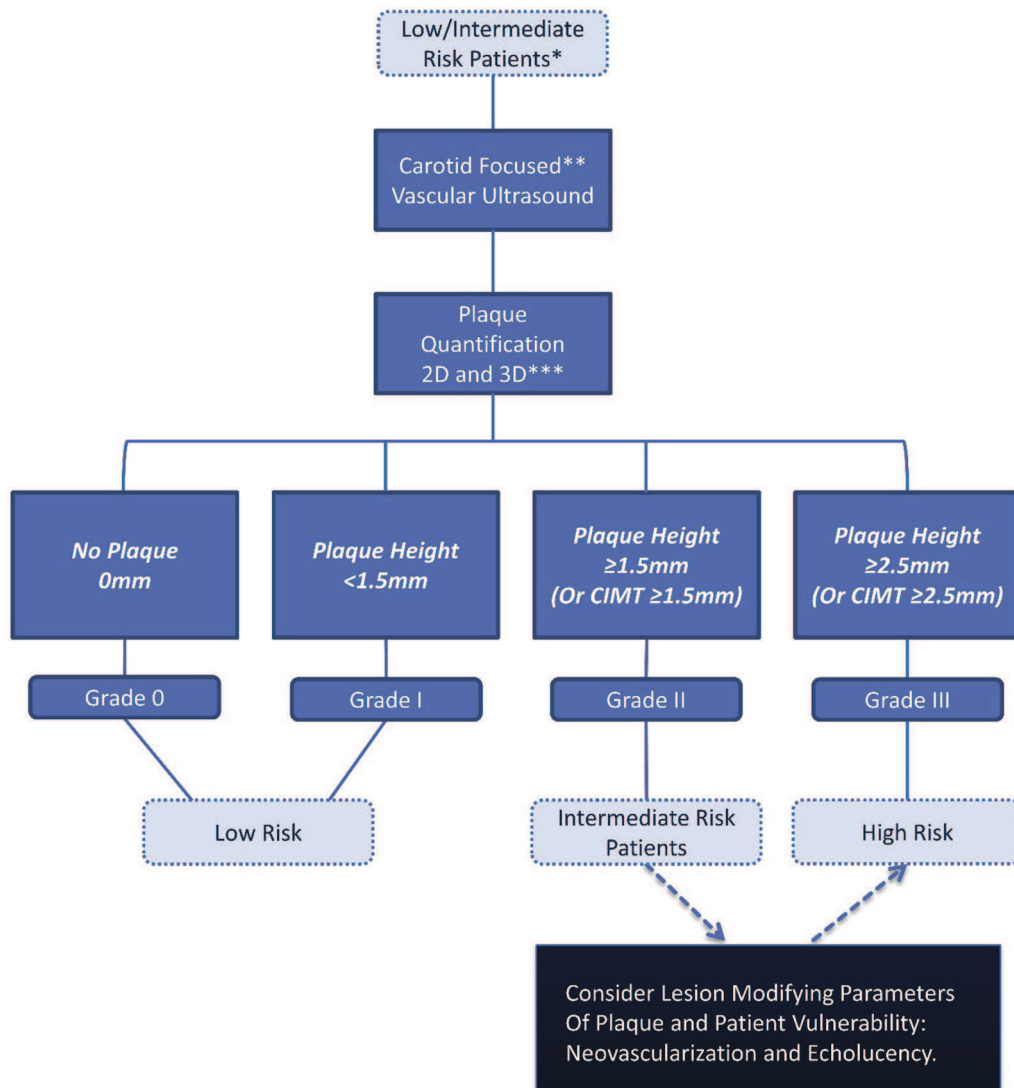 Low/Intermediate
Risk Patients*
Carotid Focused**
Vascular Ultrasound
Plaque
Quantification
2D and 3D***
No Plaque
0mm
Plaque Height
<1.5mm
Plaque Height
≥1.5mm
(Or CIMT ≥1.5mm)
Plaque Height
≥2.5mm
(Or CIMT ≥2.5mm)
Grade 0
Grade I
Grade II
Grade III
Low Risk
Intermediate Risk
Patients
High Risk
Consider Lesion Modifying Parameters
Of Plaque and Patient Vulnerability:
Neovascularization and Echolucency.